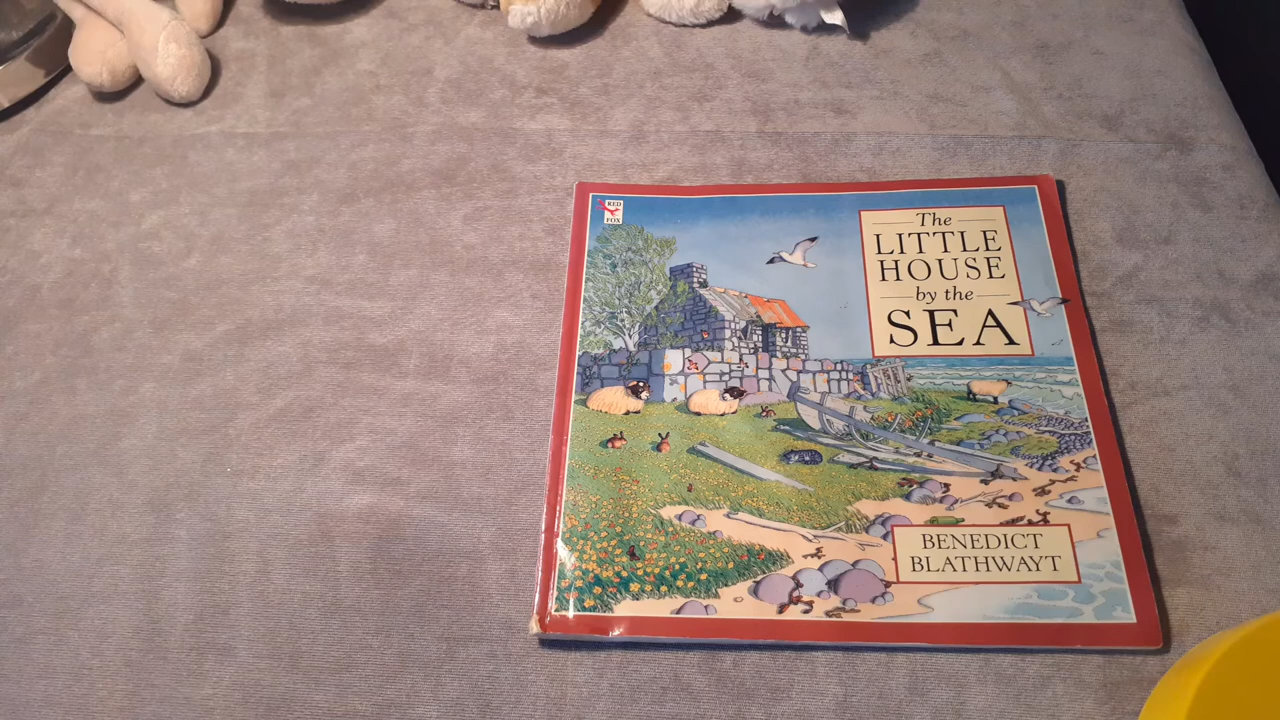 RED
FOX
The
LITTLE
HOUSE
by the
SEA
BENEDICT
BLATHWAYT